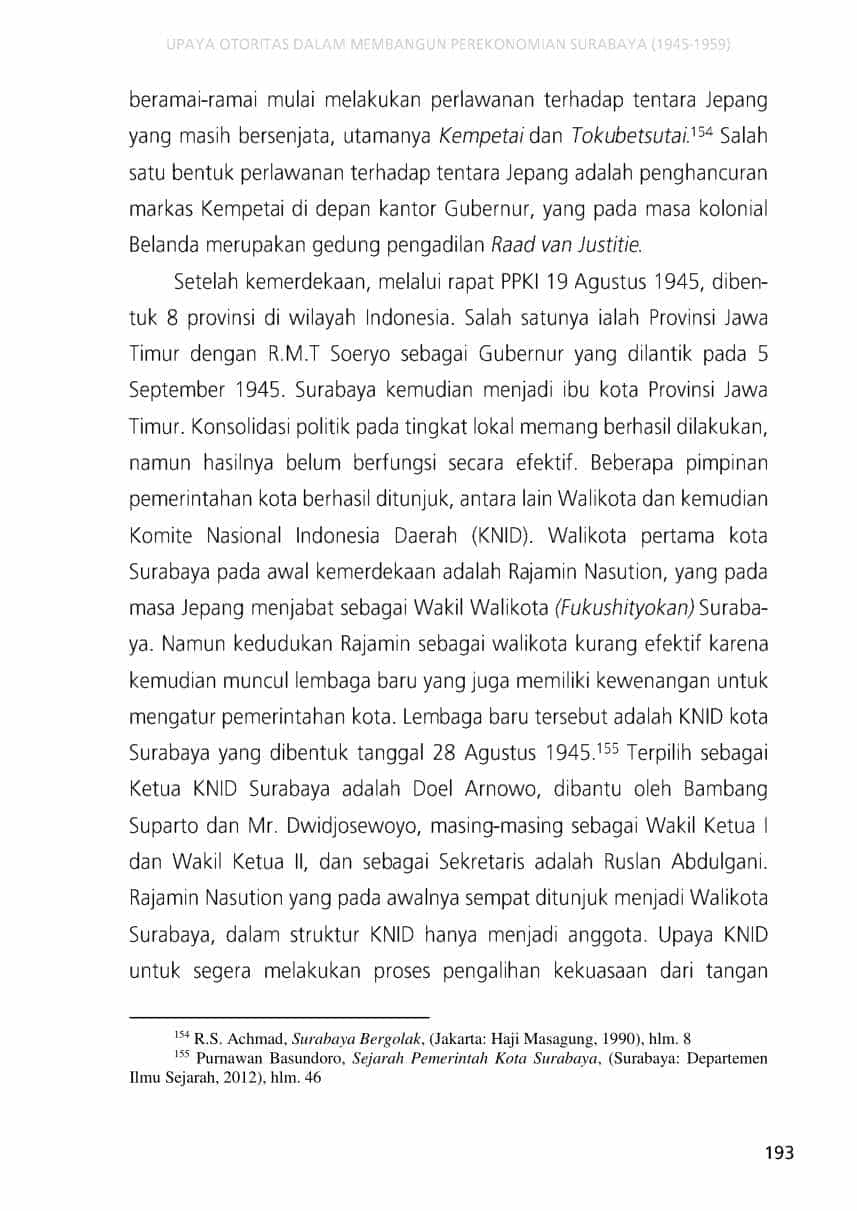 UPAYA OTORITAS DALAM MEMBANGUN PEREKONOMIAN SURABAYA (1945-1959)
beramai-ramai mulai melakukan perlawanan terhadap tentara Jepang
yang masih bersenjata, utamanya Kempetai dan Tokubetsutai.154 Salah
satu bentuk perlawanan terhadap tentara Jepang adalah penghancuran
markas Kempetai di depan kantor Gubernur, yang pada masa kolonial
Belanda merupakan gedung pengadilan Raad van Justitie.
Setelah kemerdekaan, melalui rapat PPKI 19 Agustus 1945, diben-
tuk 8 provinsi di wilayah Indonesia. Salah satunya ialah Provinsi Jawa
Timur dengan R.M.T Soeryo sebagai Gubernur yang dilantik pada 5
September 1945. Surabaya kemudian menjadi ibu kota Provinsi Jawa
Timur. Konsolidasi politik pada tingkat lokal memang berhasil dilakukan,
namun hasilnya belum berfungsi secara efektif. Beberapa pimpinan
pemerintahan kota berhasil ditunjuk, antara lain Walikota dan kemudian
Komite Nasional Indonesia Daerah (KNID). Walikota pertama kota
Surabaya pada awal kemerdekaan adalah Rajamin Nasution, yang pada
masa Jepang menjabat sebagai Wakil Walikota (Fukushityokan) Suraba-
ya. Namun kedudukan Rajamin sebagai walikota kurang efektif karena
kemudian muncul lembaga baru yang juga memiliki kewenangan untuk
mengatur pemerintahan kota. Lembaga baru tersebut adalah KNID kota
Surabaya yang dibentuk tanggal 28 Agustus 1945.155 Terpilih sebagai
Ketua KNID Surabaya adalah Doel Arnowo, dibantu oleh Bambang
Suparto dan Mr. Dwidjosewoyo, masing-masing sebagai Wakil Ketua I
dan Wakil Ketua II, dan sebagai Sekretaris adalah Ruslan Abdulgani.
Rajamin Nasution yang pada awalnya sempat ditunjuk menjadi Walikota
Surabaya, dalam struktur KNID hanya menjadi anggota. Upaya KNID
untuk segera melakukan proses pengalihan kekuasaan dari tangan
154 R.S. Achmad, Surabaya Bergolak, (Jakarta: Haji Masagung, 1990), hlm. 8
155 Purnawan Basundoro, Sejarah Pemerintah Kota Surabaya, (Surabaya: Departemen
Ilmu Sejarah, 2012), hlm. 46
193